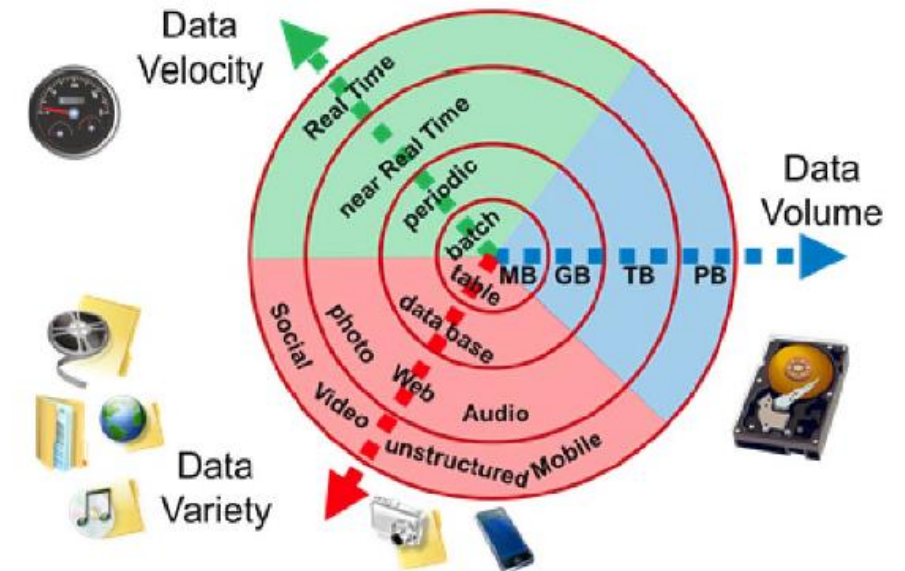 Data
Velocity
Real Time
near Real Time
periodic
batch
Data
Volume
MB GB TB PB
table
data base
Social
photo
Web
Video
Audio
unstructured
Mobile
Data
Variety